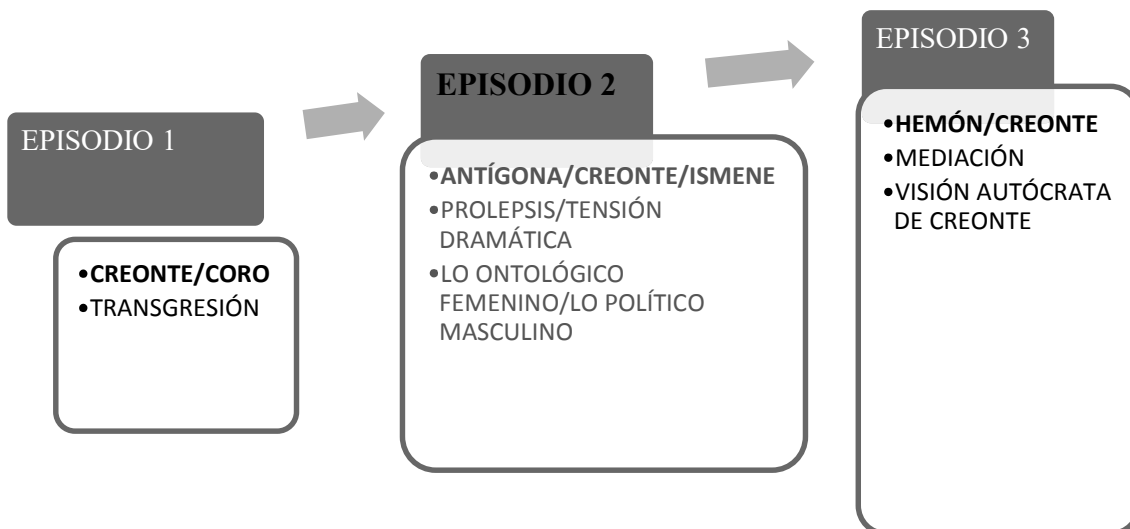 EPISODIO 1
•CREONTE/CORO
•TRANSGRESIÓN
EPISODIO 2
•ANTÍGONA/CREONTE/ISMENE
•PROLEPSIS/TENSIÓN
DRAMÁTICA
•LO ONTOLÓGICO
FEMENINO/LO POLÍTICO
MASCULINO
EPISODIO 3
•HEMÓN/CREONTE
•MEDIACIÓN
•VISIÓN AUTÓCRATA
DE CREONTE